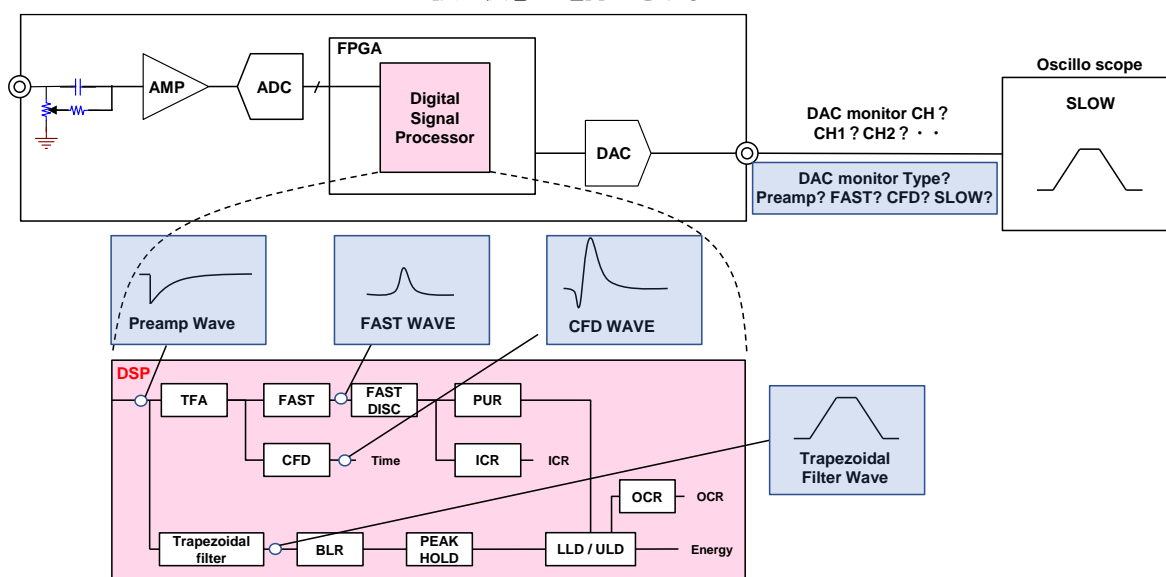 FPGA
Oscillo scope
AMP
ADC
Digital
Signal
Processor
SLOW
DAC monitor CH？
CH1？CH2？・・
DAC
DAC monitor Type?
Preamp? FAST? CFD? SLOW?
Preamp Wave
FAST WAVE
CFD WAVE
DSP
TFA
FAST
FAST
DISC
PUR
CFD
Time
ICR
ICR
Trapezoidal
Filter Wave
OCR
OCR
Trapezoidal
filter
BLR
PEAK
HOLD
LLD / ULD
Energy